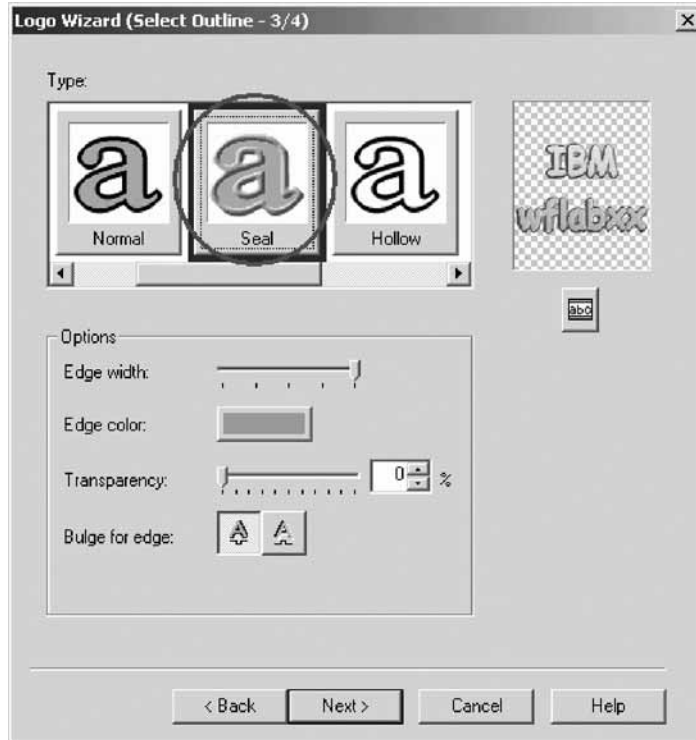 Logo Wizard (Select Outline - 3/4)
Type:
a
a
a
Normal
Seal
Hollow
IBM
wflabxx
abc
Options
Edge width:
Edge color:
Transparency:
0
%
Bulge for edge:
A
A
< Back
Next >
Cancel
Help